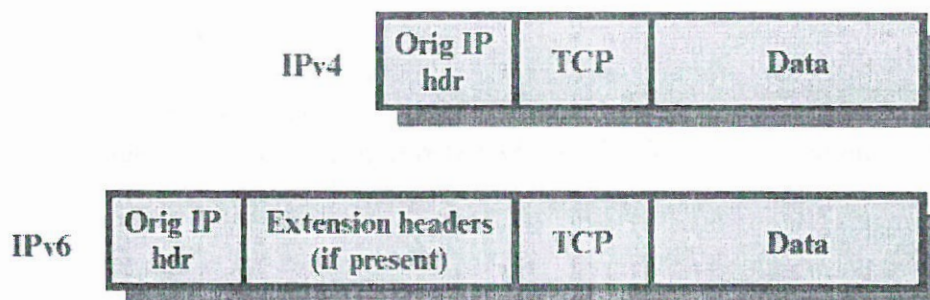 IPv4
Orig IP
hdr
TCP
Data
IPv6
Orig IP
hdr
Extension headers
(if present)
TCP
Data